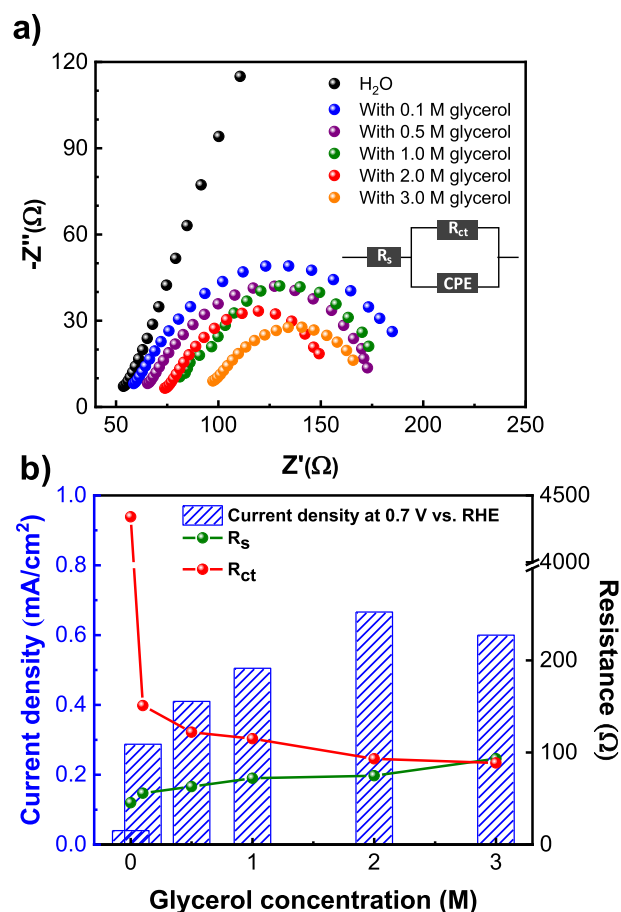 a)
120
90
60
30
0
-Z''(Ω)
H₂O
With 0.1 M glycerol
With 0.5 M glycerol
With 1.0 M glycerol
With 2.0 M glycerol
With 3.0 M glycerol
Rct
Rs
CPE
50 100 150 200 250
Z'(Ω)
b)
1.0
0.8
0.6
0.4
0.2
0.0
Current density (mA/cm²)
Current density at 0.7 V vs. RHE
Rs
Rct
4500
4000
200
100
0
Resistance (Ω)
0 1 2 3
Glycerol concentration (M)